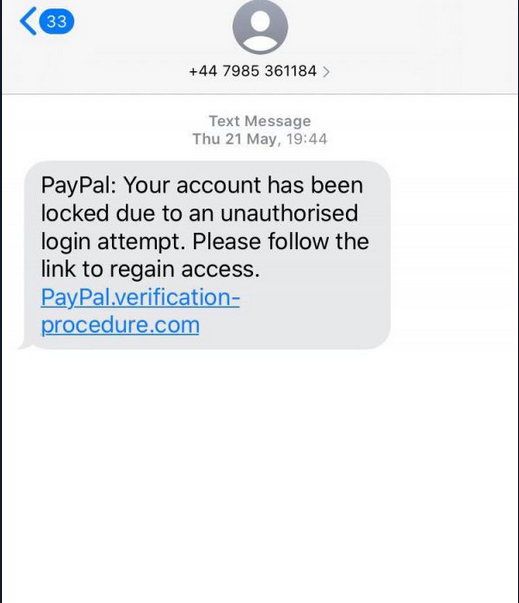 33
+44 7985 361184
Text Message
Thu 21 May, 19:44
PayPal: Your account has been
locked due to an unauthorised
login attempt. Please follow the
link to regain access.
PayPal.verification-
procedure.com